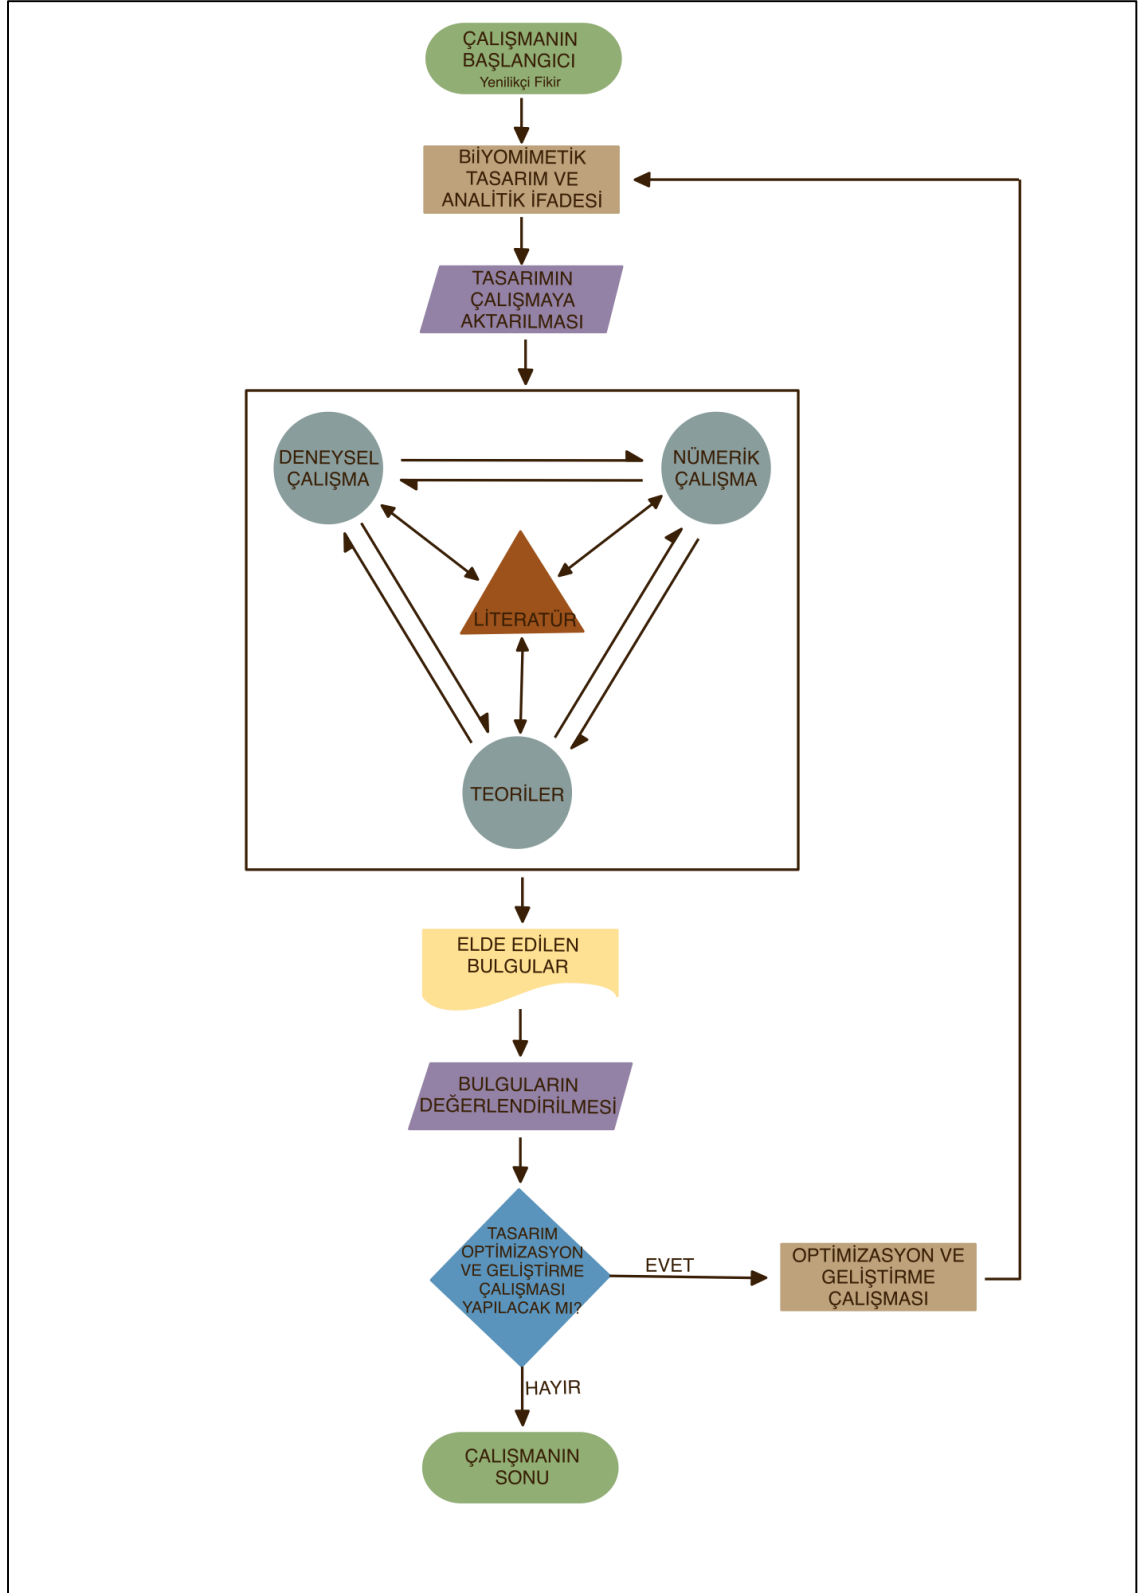 ÇALIŞMANIN
BAŞLANGICI
Yenilikçi Fikir
BiİYOMİMETİK
TASARIM VE
ANALİTİK İFADESİ
TASARIMIN
ÇALIŞMAYA
AKTARILMASI
DENEYSEL
ÇALIŞMA
NÜMERİK
ÇALIŞMA
LİTERATÜR
TEORİLER
ELDE EDİLEN
BULGULAR
BULGULARIN
DEĞERLENDİRİLMESİ
TASARIM
OPTİMİZASYON
VE GELİŞTİRME
ÇALIŞMASI
YAPILACAK MI?
EVET
OPTİMİZASYON VE
GELİŞTİRME
ÇALIŞMASI
HAYIR
ÇALIŞMANIN
SONU